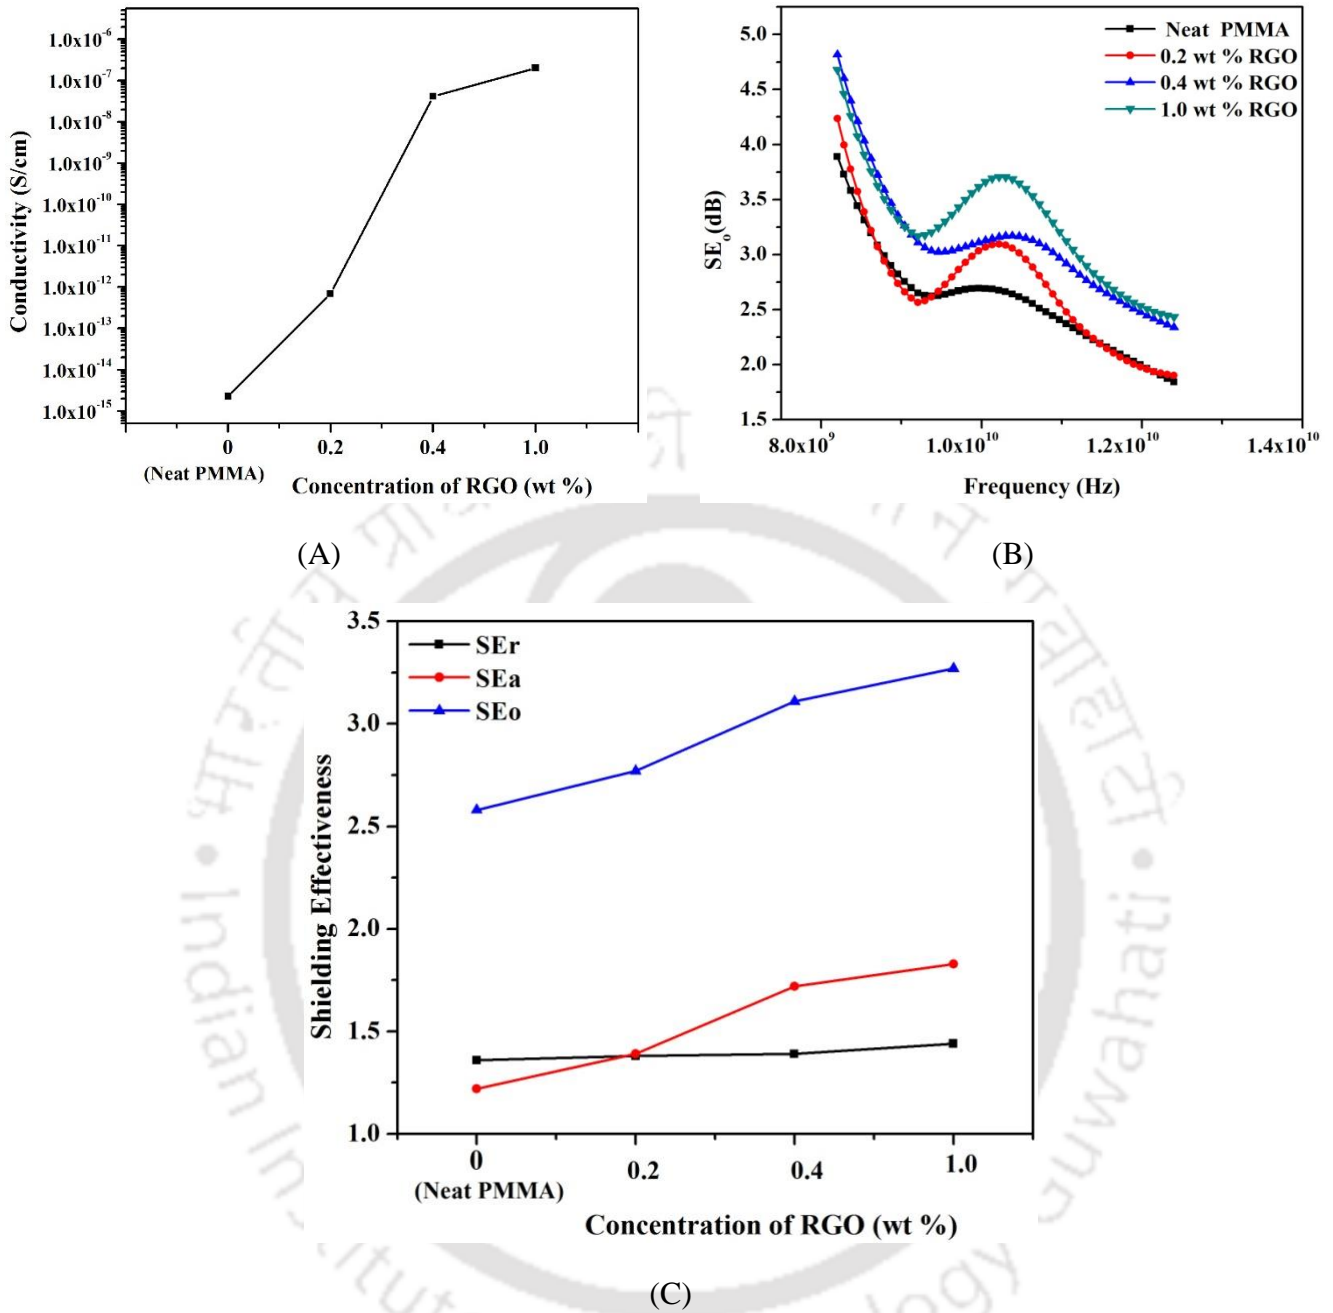 1.0x10⁻⁶
1.0x10⁻⁷
1.0x10⁻⁸
1.0x10⁻⁹
1.0x10⁻¹⁰
1.0x10⁻¹¹
1.0x10⁻¹²
1.0x10⁻¹³
1.0x10⁻¹⁴
1.0x10⁻¹⁵
Conductivity (S/cm)
0 0.2 0.4 1.0
(Neat PMMA)
Concentration of RGO (wt %)
(A)
Neat PMMA
0.2 wt % RGO
0.4 wt % RGO
1.0 wt % RGO
5.0
4.5
4.0
3.5
3.0
2.5
2.0
1.5
SEₒ(dB)
8.0x10⁹ 1.0x10¹⁰ 1.2x10¹⁰ 1.4x10¹⁰
Frequency (Hz)
(B)
SEr
SEa
SEo
3.5
3.0
2.5
2.0
1.5
1.0
Shielding Effectiveness
0 0.2 0.4 1.0
(Neat PMMA)
Concentration of RGO (wt %)
(C)
Indian Institute of Technology Guwahati